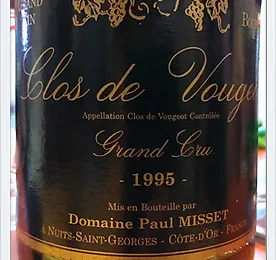 Clos de Vouge
Appellation Clos de Vougeot Contrôlée
Grand Cru
- 1995 -
Mis en Bouteille par
Domaine Paul MISSET
À NUITS-SAINT-GEORGES - CÔTE-D'OR - FRANCE